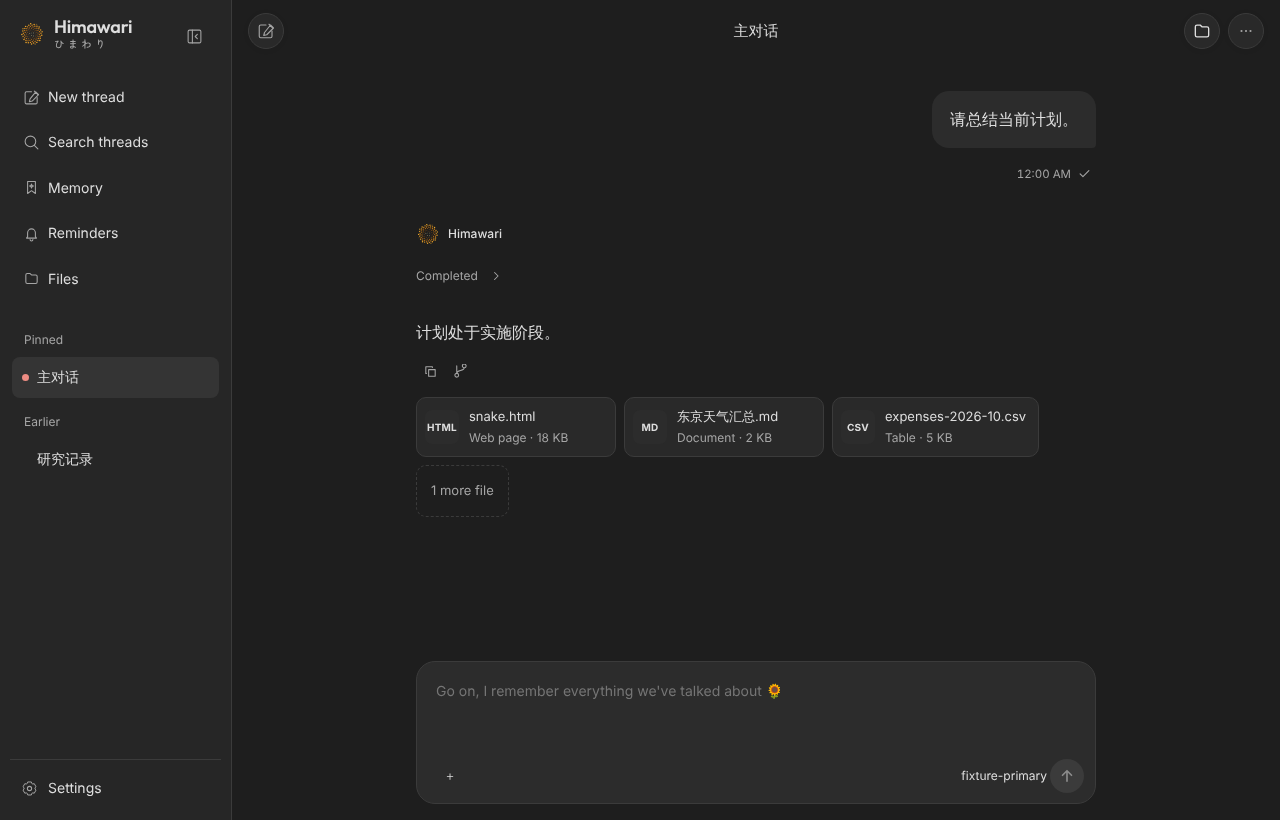 Himawari
ひまわり
New thread
Search threads
Memory
Reminders
Files
Pinned
主对话
Earlier
研究记录
Settings
主对话
请总结当前计划。
12:00 AM
Himawari
Completed
计划处于实施阶段。
HTML
snake.html
Web page · 18 KB
MD
东京天气汇总.md
Document · 2 KB
CSV
expenses-2026-10.csv
Table · 5 KB
1 more file
Go on, I remember everything we've talked about 🌻
fixture-primary